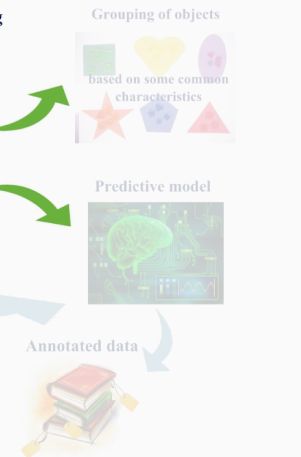 Grouping of objects
based on some common
characteristics
Predictive model
Annotated data